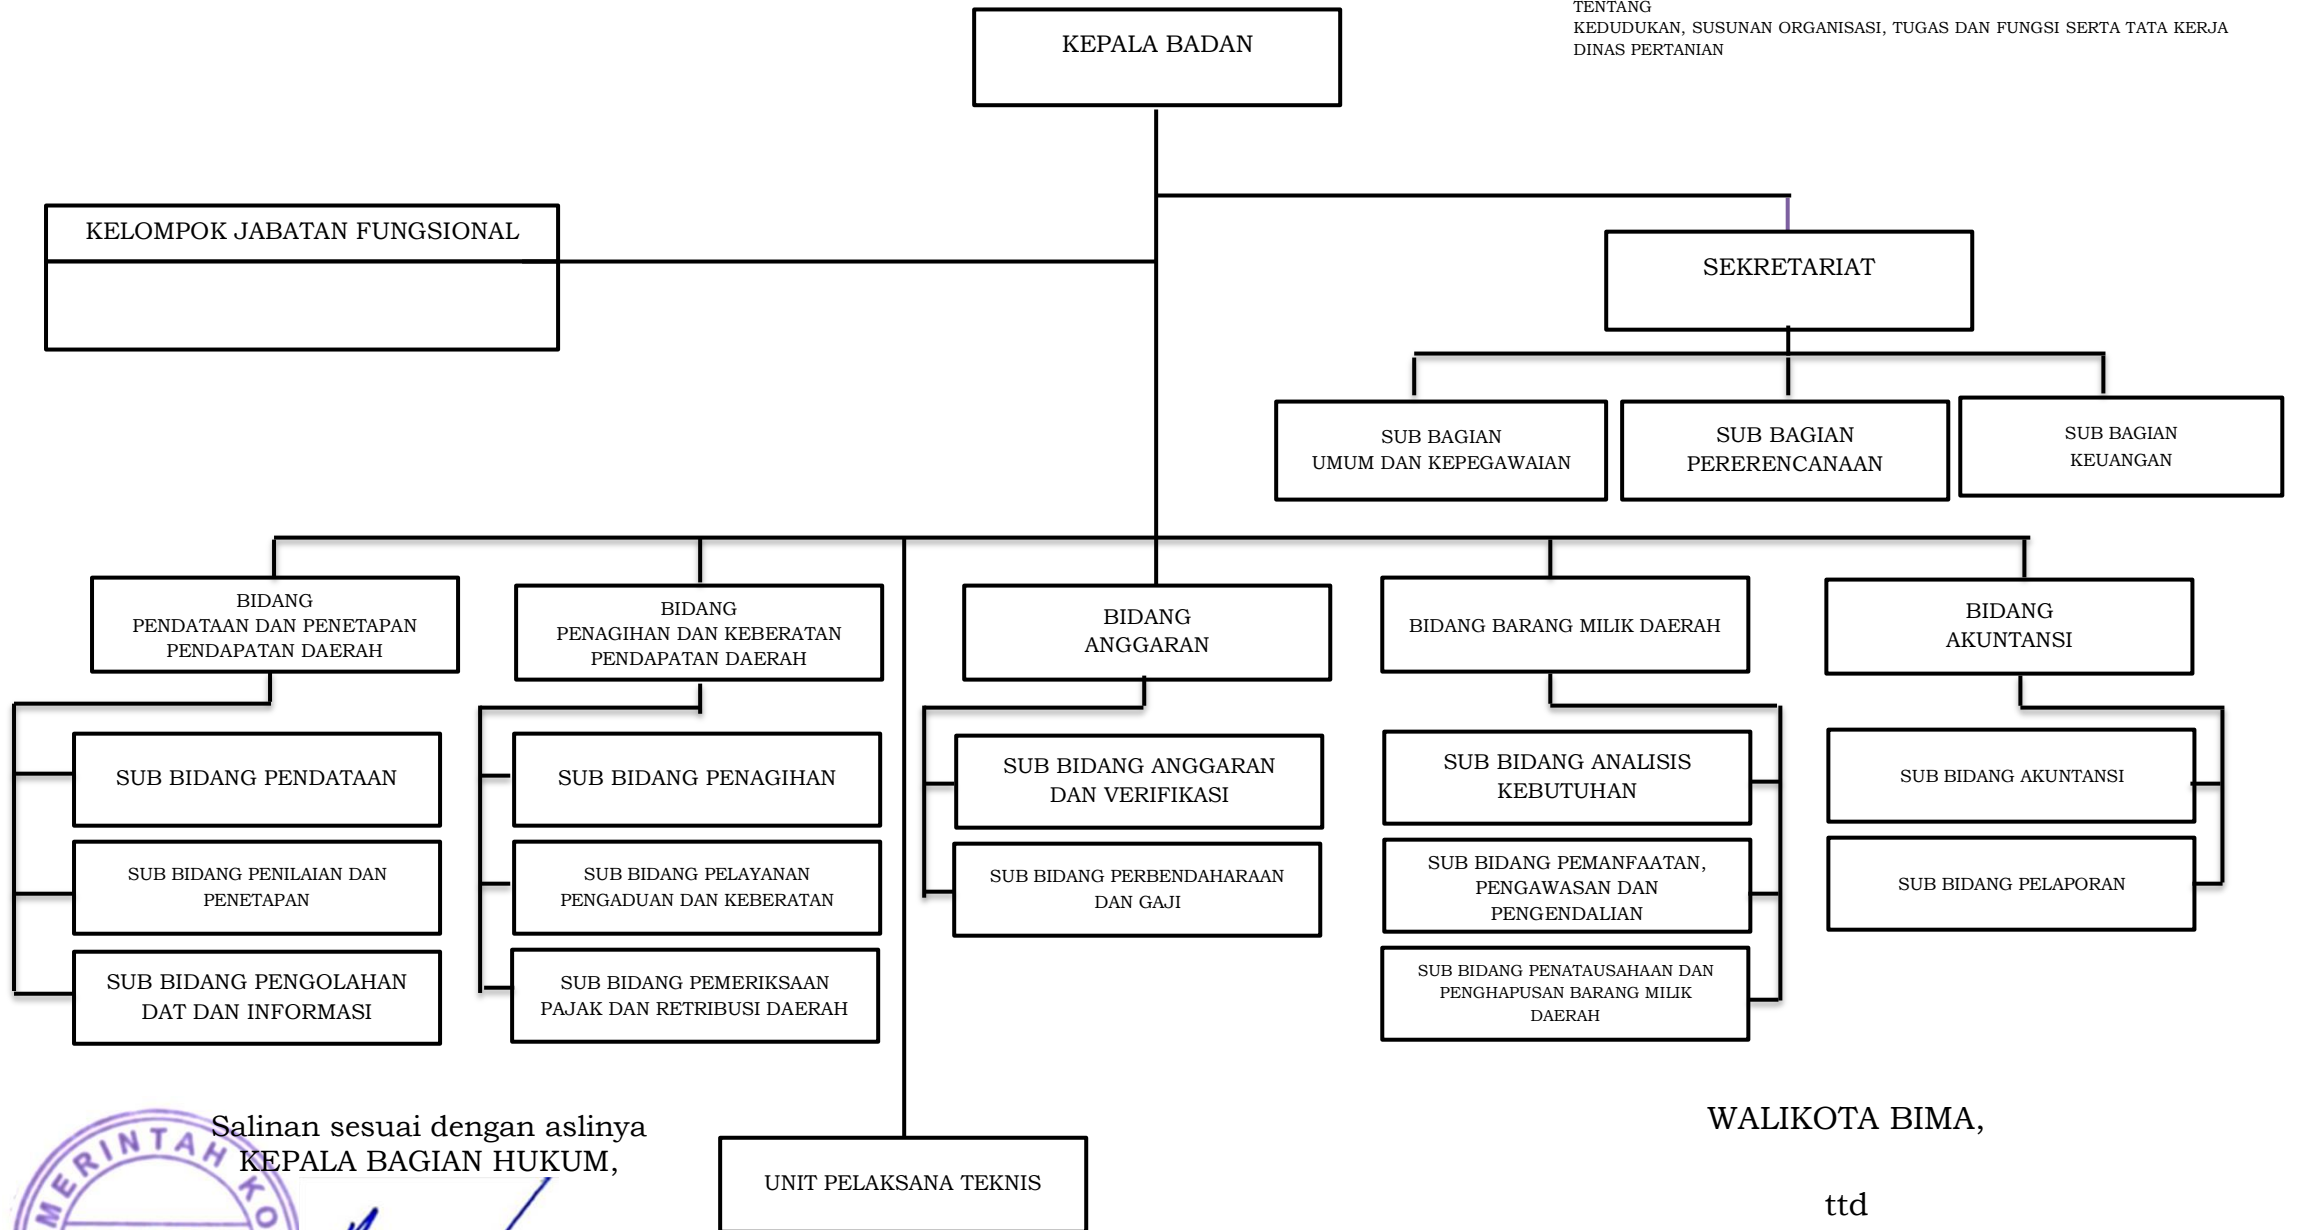 TENTANG
KEDUDUKAN, SUSUNAN ORGANISASI, TUGAS DAN FUNGSI SERTA TATA KERJA
DINAS PERTANIAN
KEPALA BADAN
KELOMPOK JABATAN FUNGSIONAL
SEKRETARIAT
SUB BAGIAN
UMUM DAN KEPEGAWAIAN
SUB BAGIAN
PERERENCANAAN
SUB BAGIAN
KEUANGAN
BIDANG
PENDATAAN DAN PENETAPAN
PENDAPATAN DAERAH
BIDANG
PENAGIHAN DAN KEBERATAN
PENDAPATAN DAERAH
BIDANG
ANGGARAN
BIDANG BARANG MILIK DAERAH
BIDANG
AKUNTANSI
SUB BIDANG PENDATAAN
SUB BIDANG PENILAIAN DAN
PENETAPAN
SUB BIDANG PENGOLAHAN
DAT DAN INFORMASI
SUB BIDANG PENAGIHAN
SUB BIDANG PELAYANAN
PENGADUAN DAN KEBERATAN
SUB BIDANG PEMERIKSAAN
PAJAK DAN RETRIBUSI DAERAH
SUB BIDANG ANGGARAN
DAN VERIFIKASI
SUB BIDANG PERBENDAHARAAN
DAN GAJI
SUB BIDANG ANALISIS
KEBUTUHAN
SUB BIDANG PEMANFAATAN,
PENGAWASAN DAN
PENGENDALIAN
SUB BIDANG PENATAUSAHAAN DAN
PENGHAPUSAN BARANG MILIK
DAERAH
SUB BIDANG AKUNTANSI
SUB BIDANG PELAPORAN
UNIT PELAKSANA TEKNIS
Salinan sesuai dengan aslinya
KEPALA BAGIAN HUKUM,
MERINTAH KO
WALIKOTA BIMA,
ttd